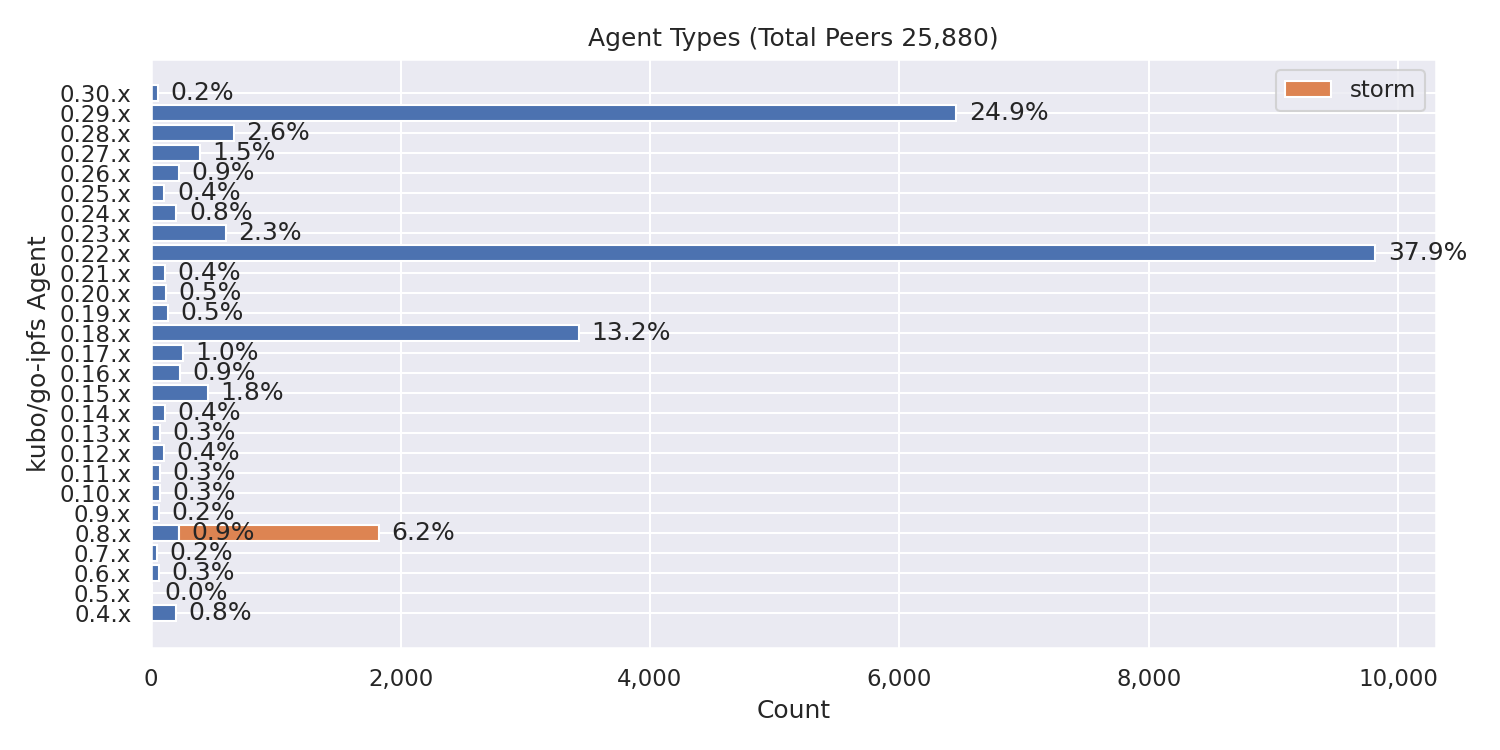 Agent Types (Total Peers 25,880)
storm
kubo/go-ipfs Agent
0.30.x 0.2%
0.29.x 24.9%
0.28.x 2.6%
0.27.x 1.5%
0.26.x 0.9%
0.25.x 0.4%
0.24.x 0.8%
0.23.x 2.3%
0.22.x 37.9%
0.21.x 0.4%
0.20.x 0.5%
0.19.x 0.5%
0.18.x 13.2%
0.17.x 1.0%
0.16.x 0.9%
0.15.x 1.8%
0.14.x 0.4%
0.13.x 0.3%
0.12.x 0.4%
0.11.x 0.3%
0.10.x 0.3%
0.9.x 0.2%
0.8.x 0.9% 6.2%
0.7.x 0.2%
0.6.x 0.3%
0.5.x 0.0%
0.4.x 0.8%
0 2,000 4,000 6,000 8,000 10,000
Count